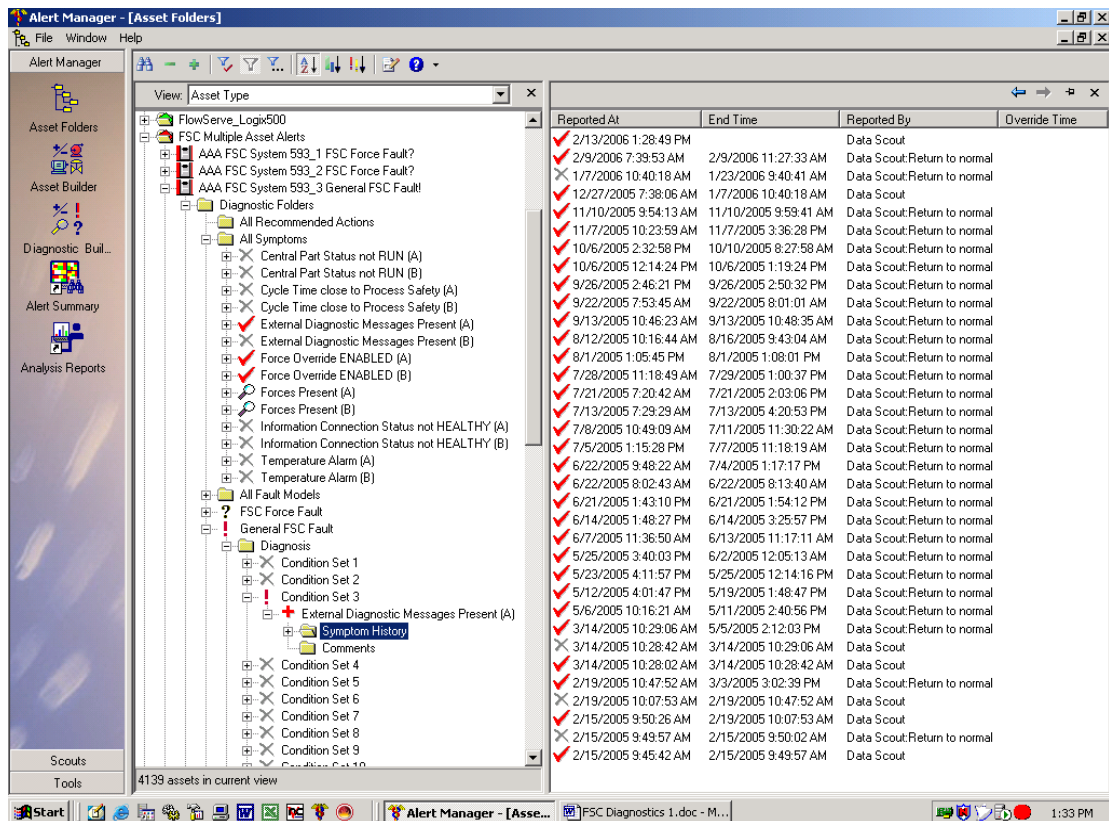 Alert Manager - [Asset Folders]
File Window Help
Alert Manager
Asset Folders
Asset Builder
Diagnostic Buil...
Alert Summary
Analysis Reports
Scouts
Tools
View: Asset Type
FlowServe_Logix500
FSC Multiple Asset Alerts
AAA FSC System 593_1 FSC Force Fault?
AAA FSC System 593_2 FSC Force Fault?
AAA FSC System 593_3 General FSC Fault!
Diagnostic Folders
All Recommended Actions
All Symptoms
Central Part Status not RUN (A)
Central Part Status not RUN (B)
Cycle Time close to Process Safety (A)
Cycle Time close to Process Safety (B)
External Diagnostic Messages Present (A)
External Diagnostic Messages Present (B)
Force Override ENABLED (A)
Force Override ENABLED (B)
Forces Present (A)
Forces Present (B)
Information Connection Status not HEALTHY (A)
Information Connection Status not HEALTHY (B)
Temperature Alarm (A)
Temperature Alarm (B)
All Fault Models
? FSC Force Fault
! General FSC Fault
Diagnosis
Condition Set 1
Condition Set 2
! Condition Set 3
External Diagnostic Messages Present (A)
Symptom History
Comments
Condition Set 4
Condition Set 5
Condition Set 6
Condition Set 7
Condition Set 8
Condition Set 9
4139 assets in current view
Reported At End Time Reported By Override Time
2/13/2006 1:28:49 PM Data Scout
2/9/2006 7:39:53 AM 2/9/2006 11:27:33 AM Data Scout:Return to normal
1/7/2006 10:40:18 AM 1/23/2006 9:40:41 AM Data Scout:Return to normal
12/27/2005 7:38:06 AM 1/7/2006 10:40:18 AM Data Scout
11/10/2005 9:54:13 AM 11/10/2005 9:59:41 AM Data Scout:Return to normal
11/7/2005 10:23:59 AM 11/7/2005 3:36:28 PM Data Scout:Return to normal
10/6/2005 2:32:58 PM 10/10/2005 8:27:58 AM Data Scout:Return to normal
10/6/2005 12:14:24 PM 10/6/2005 1:19:24 PM Data Scout:Return to normal
9/26/2005 2:46:21 PM 9/26/2005 2:50:32 PM Data Scout:Return to normal
9/22/2005 7:53:45 AM 9/22/2005 8:01:01 AM Data Scout:Return to normal
9/13/2005 10:46:23 AM 9/13/2005 10:48:35 AM Data Scout:Return to normal
8/12/2005 10:16:44 AM 8/16/2005 9:43:04 AM Data Scout:Return to normal
8/1/2005 1:05:45 PM 8/1/2005 1:08:01 PM Data Scout:Return to normal
7/28/2005 11:18:49 AM 7/29/2005 1:00:37 PM Data Scout:Return to normal
7/21/2005 7:20:42 AM 7/21/2005 2:03:06 PM Data Scout:Return to normal
7/13/2005 7:29:29 AM 7/13/2005 4:20:53 PM Data Scout:Return to normal
7/8/2005 10:49:09 AM 7/11/2005 11:30:22 AM Data Scout:Return to normal
7/5/2005 1:15:28 PM 7/7/2005 11:18:19 AM Data Scout:Return to normal
6/22/2005 9:48:22 AM 7/4/2005 1:17:17 PM Data Scout:Return to normal
6/22/2005 8:02:43 AM 6/22/2005 8:13:40 AM Data Scout:Return to normal
6/21/2005 1:43:10 PM 6/21/2005 1:54:12 PM Data Scout:Return to normal
6/14/2005 1:48:27 PM 6/14/2005 3:25:57 PM Data Scout:Return to normal
6/7/2005 11:36:50 AM 6/13/2005 11:17:11 AM Data Scout:Return to normal
5/25/2005 3:40:03 PM 6/2/2005 12:05:13 AM Data Scout:Return to normal
5/23/2005 4:11:57 PM 5/25/2005 12:14:16 PM Data Scout:Return to normal
5/12/2005 4:01:47 PM 5/19/2005 1:48:47 PM Data Scout:Return to normal
5/6/2005 10:16:21 AM 5/11/2005 2:40:56 PM Data Scout:Return to normal
3/14/2005 10:29:06 AM 5/5/2005 2:12:03 PM Data Scout:Return to normal
3/14/2005 10:28:42 AM 3/14/2005 10:29:06 AM Data Scout
3/14/2005 10:28:02 AM 3/14/2005 10:28:42 AM Data Scout
2/19/2005 10:47:52 AM 3/3/2005 3:02:39 PM Data Scout:Return to normal
2/19/2005 10:07:53 AM 2/19/2005 10:47:52 AM Data Scout
2/15/2005 9:50:26 AM 2/19/2005 10:07:53 AM Data Scout
2/15/2005 9:49:57 AM 2/15/2005 9:50:02 AM Data Scout:Return to normal
2/15/2005 9:45:42 AM 2/15/2005 9:49:57 AM Data Scout
Start
Alert Manager - [Asse...
FSC Diagnostics 1.doc - M...
1:33 PM